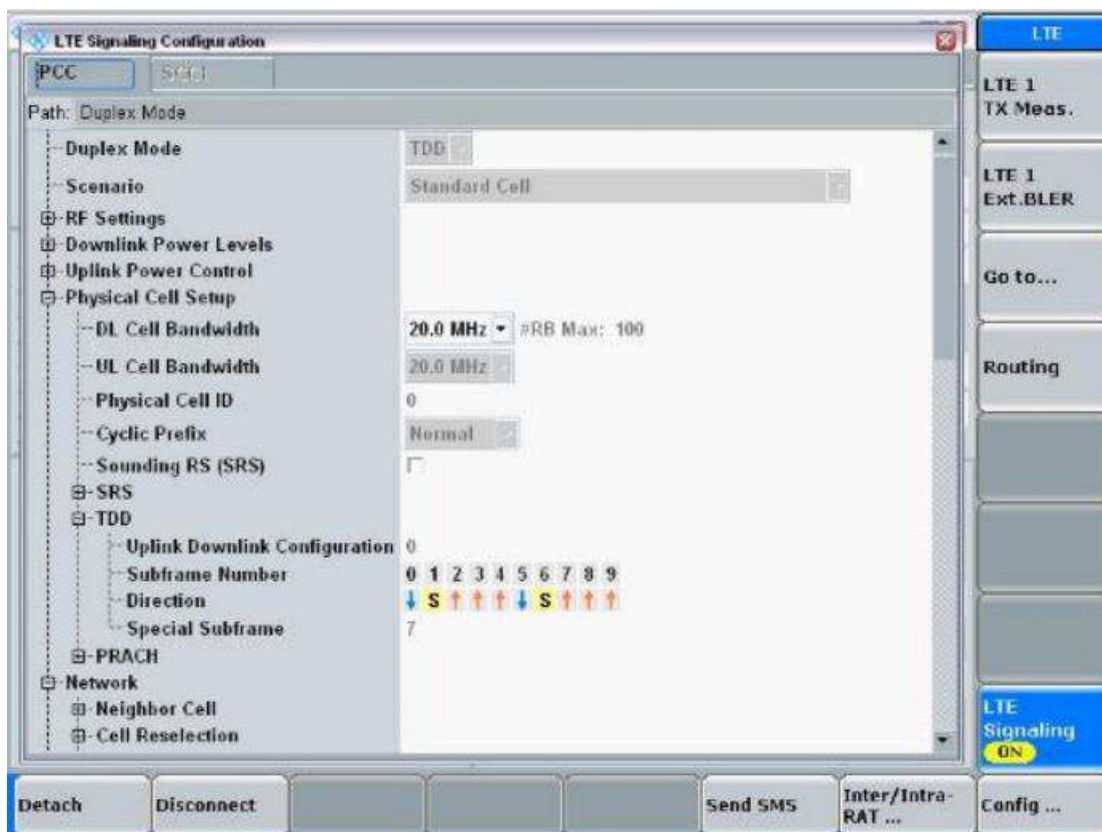 LTE Signaling Configuration
LTE
PCC
SCC1
Path: Duplex Mode
Duplex Mode TDD
Scenario Standard Cell
RF Settings
Downlink Power Levels
Uplink Power Control
Physical Cell Setup
DL Cell Bandwidth 20.0 MHz #RB Max: 100
UL Cell Bandwidth 20.0 MHz
Physical Cell ID 0
Cyclic Prefix Normal
Sounding RS (SRS)
SRS
TDD
Uplink Downlink Configuration 0
Subframe Number 0 1 2 3 4 5 6 7 8 9
Direction ↓ S ↑ ↑ ↑ ↓ S ↑ ↑ ↑
Special Subframe 7
PRACH
Network
Neighbor Cell
Cell Reselection
LTE 1
TX Meas.
LTE 1
Ext.BLER
Go to...
Routing
LTE
Signaling
ON
Detach
Disconnect
Send SMS
Inter/Intra-
RAT ...
Config ...